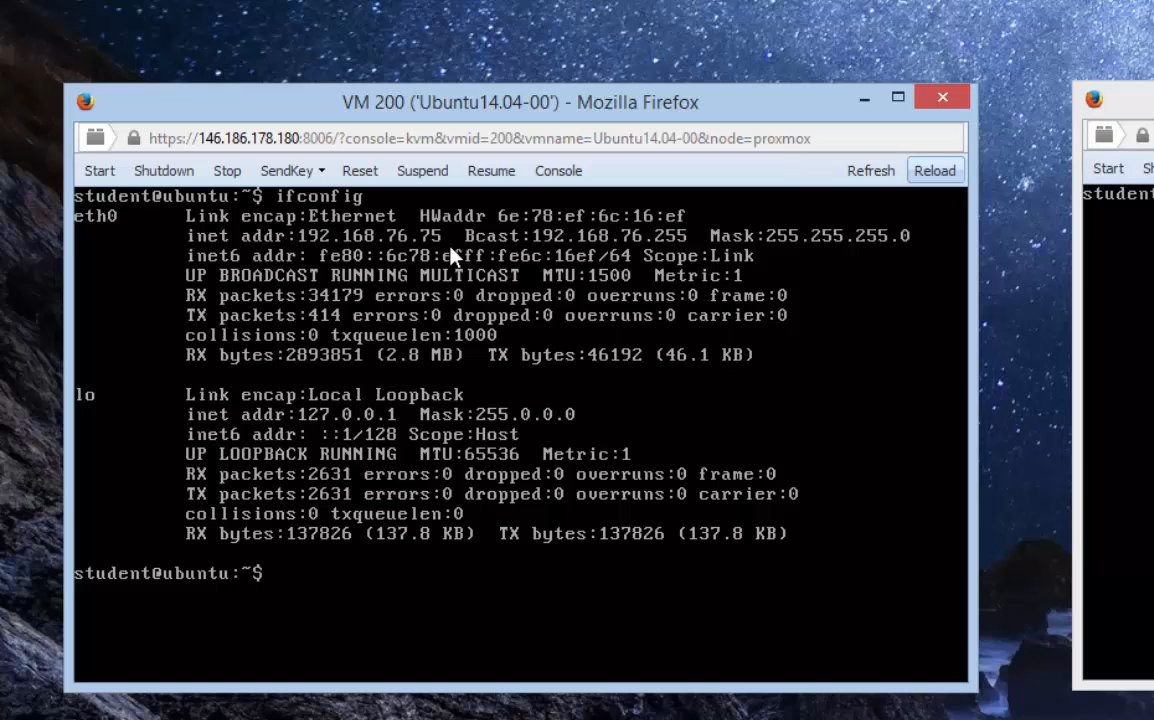 VM 200 ('Ubuntu14.04-00') - Mozilla Firefox
https://146.186.178.180:8006/?console=kvm&vmid=200&vmname=Ubuntu14.04-00&node=proxmox
Start Shutdown Stop SendKey Reset Suspend Resume Console Refresh Reload
student@ubuntu:~$ ifconfig
eth0 Link encap:Ethernet HWaddr 6e:78:ef:6c:16:ef
inet addr:192.168.76.75 Bcast:192.168.76.255 Mask:255.255.255.0
inet6 addr: fe80::6c78:efff:fe6c:16ef/64 Scope:Link
UP BROADCAST RUNNING MULTICAST MTU:1500 Metric:1
RX packets:34179 errors:0 dropped:0 overruns:0 frame:0
TX packets:414 errors:0 dropped:0 overruns:0 carrier:0
collisions:0 txqueuelen:1000
RX bytes:2893851 (2.8 MB) TX bytes:46192 (46.1 KB)
lo Link encap:Local Loopback
inet addr:127.0.0.1 Mask:255.0.0.0
inet6 addr: ::1/128 Scope:Host
UP LOOPBACK RUNNING MTU:65536 Metric:1
RX packets:2631 errors:0 dropped:0 overruns:0 frame:0
TX packets:2631 errors:0 dropped:0 overruns:0 carrier:0
collisions:0 txqueuelen:0
RX bytes:137826 (137.8 KB) TX bytes:137826 (137.8 KB)
student@ubuntu:~$
Start
student